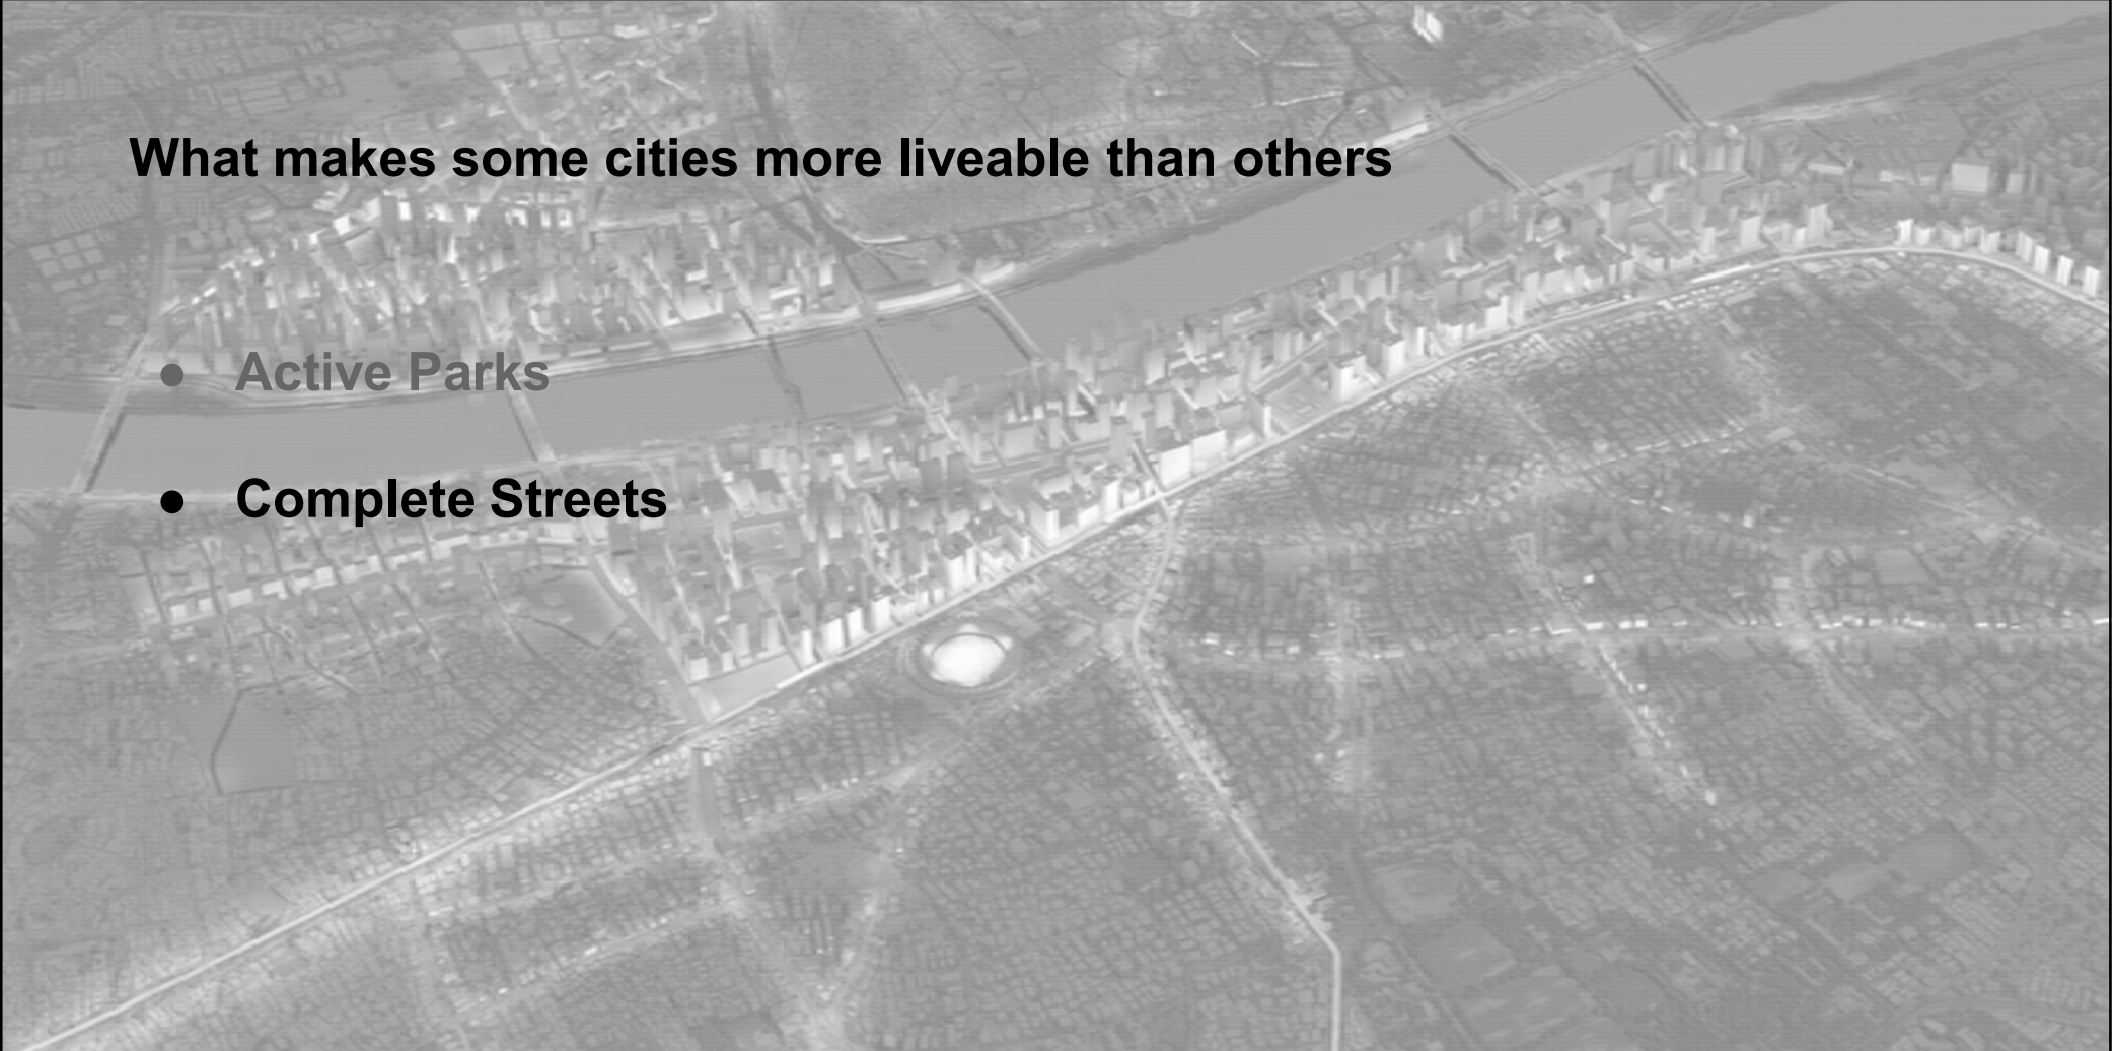 What makes some cities more liveable than others
● Active Parks
● Complete Streets